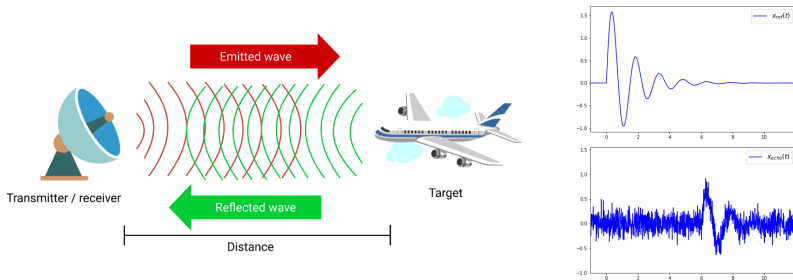 Emitted wave
Transmitter / receiver
Target
Reflected wave
Distance
x_ref(t)
1.5
1.0
0.5
0.0
−0.5
−1.0
0 2 4 6 8 10
x_echo(t)
1.5
1.0
0.5
0.0
−0.5
−1.0
0 2 4 6 8 10